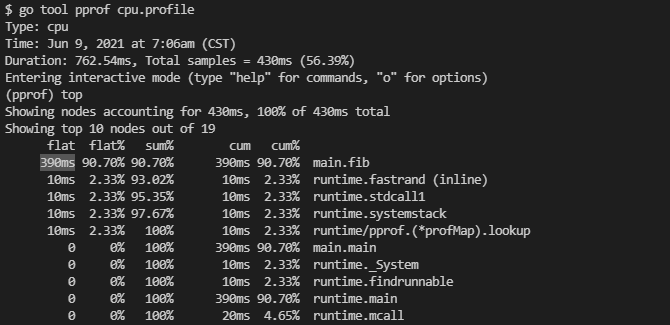 $ go tool pprof cpu.profile
Type: cpu
Time: Jun 9, 2021 at 7:06am (CST)
Duration: 762.54ms, Total samples = 430ms (56.39%)
Entering interactive mode (type "help" for commands, "o" for options)
(pprof) top
Showing nodes accounting for 430ms, 100% of 430ms total
Showing top 10 nodes out of 19
      flat  flat%   sum%        cum   cum%
     390ms 90.70% 90.70%      390ms 90.70%  main.fib
      10ms  2.33% 93.02%       10ms  2.33%  runtime.fastrand (inline)
      10ms  2.33% 95.35%       10ms  2.33%  runtime.stdcall1
      10ms  2.33% 97.67%       10ms  2.33%  runtime.systemstack
      10ms  2.33%   100%       10ms  2.33%  runtime/pprof.(*profMap).lookup
         0     0%   100%      390ms 90.70%  main.main
         0     0%   100%       10ms  2.33%  runtime._System
         0     0%   100%       10ms  2.33%  runtime.findrunnable
         0     0%   100%      390ms 90.70%  runtime.main
         0     0%   100%       20ms  4.65%  runtime.mcall